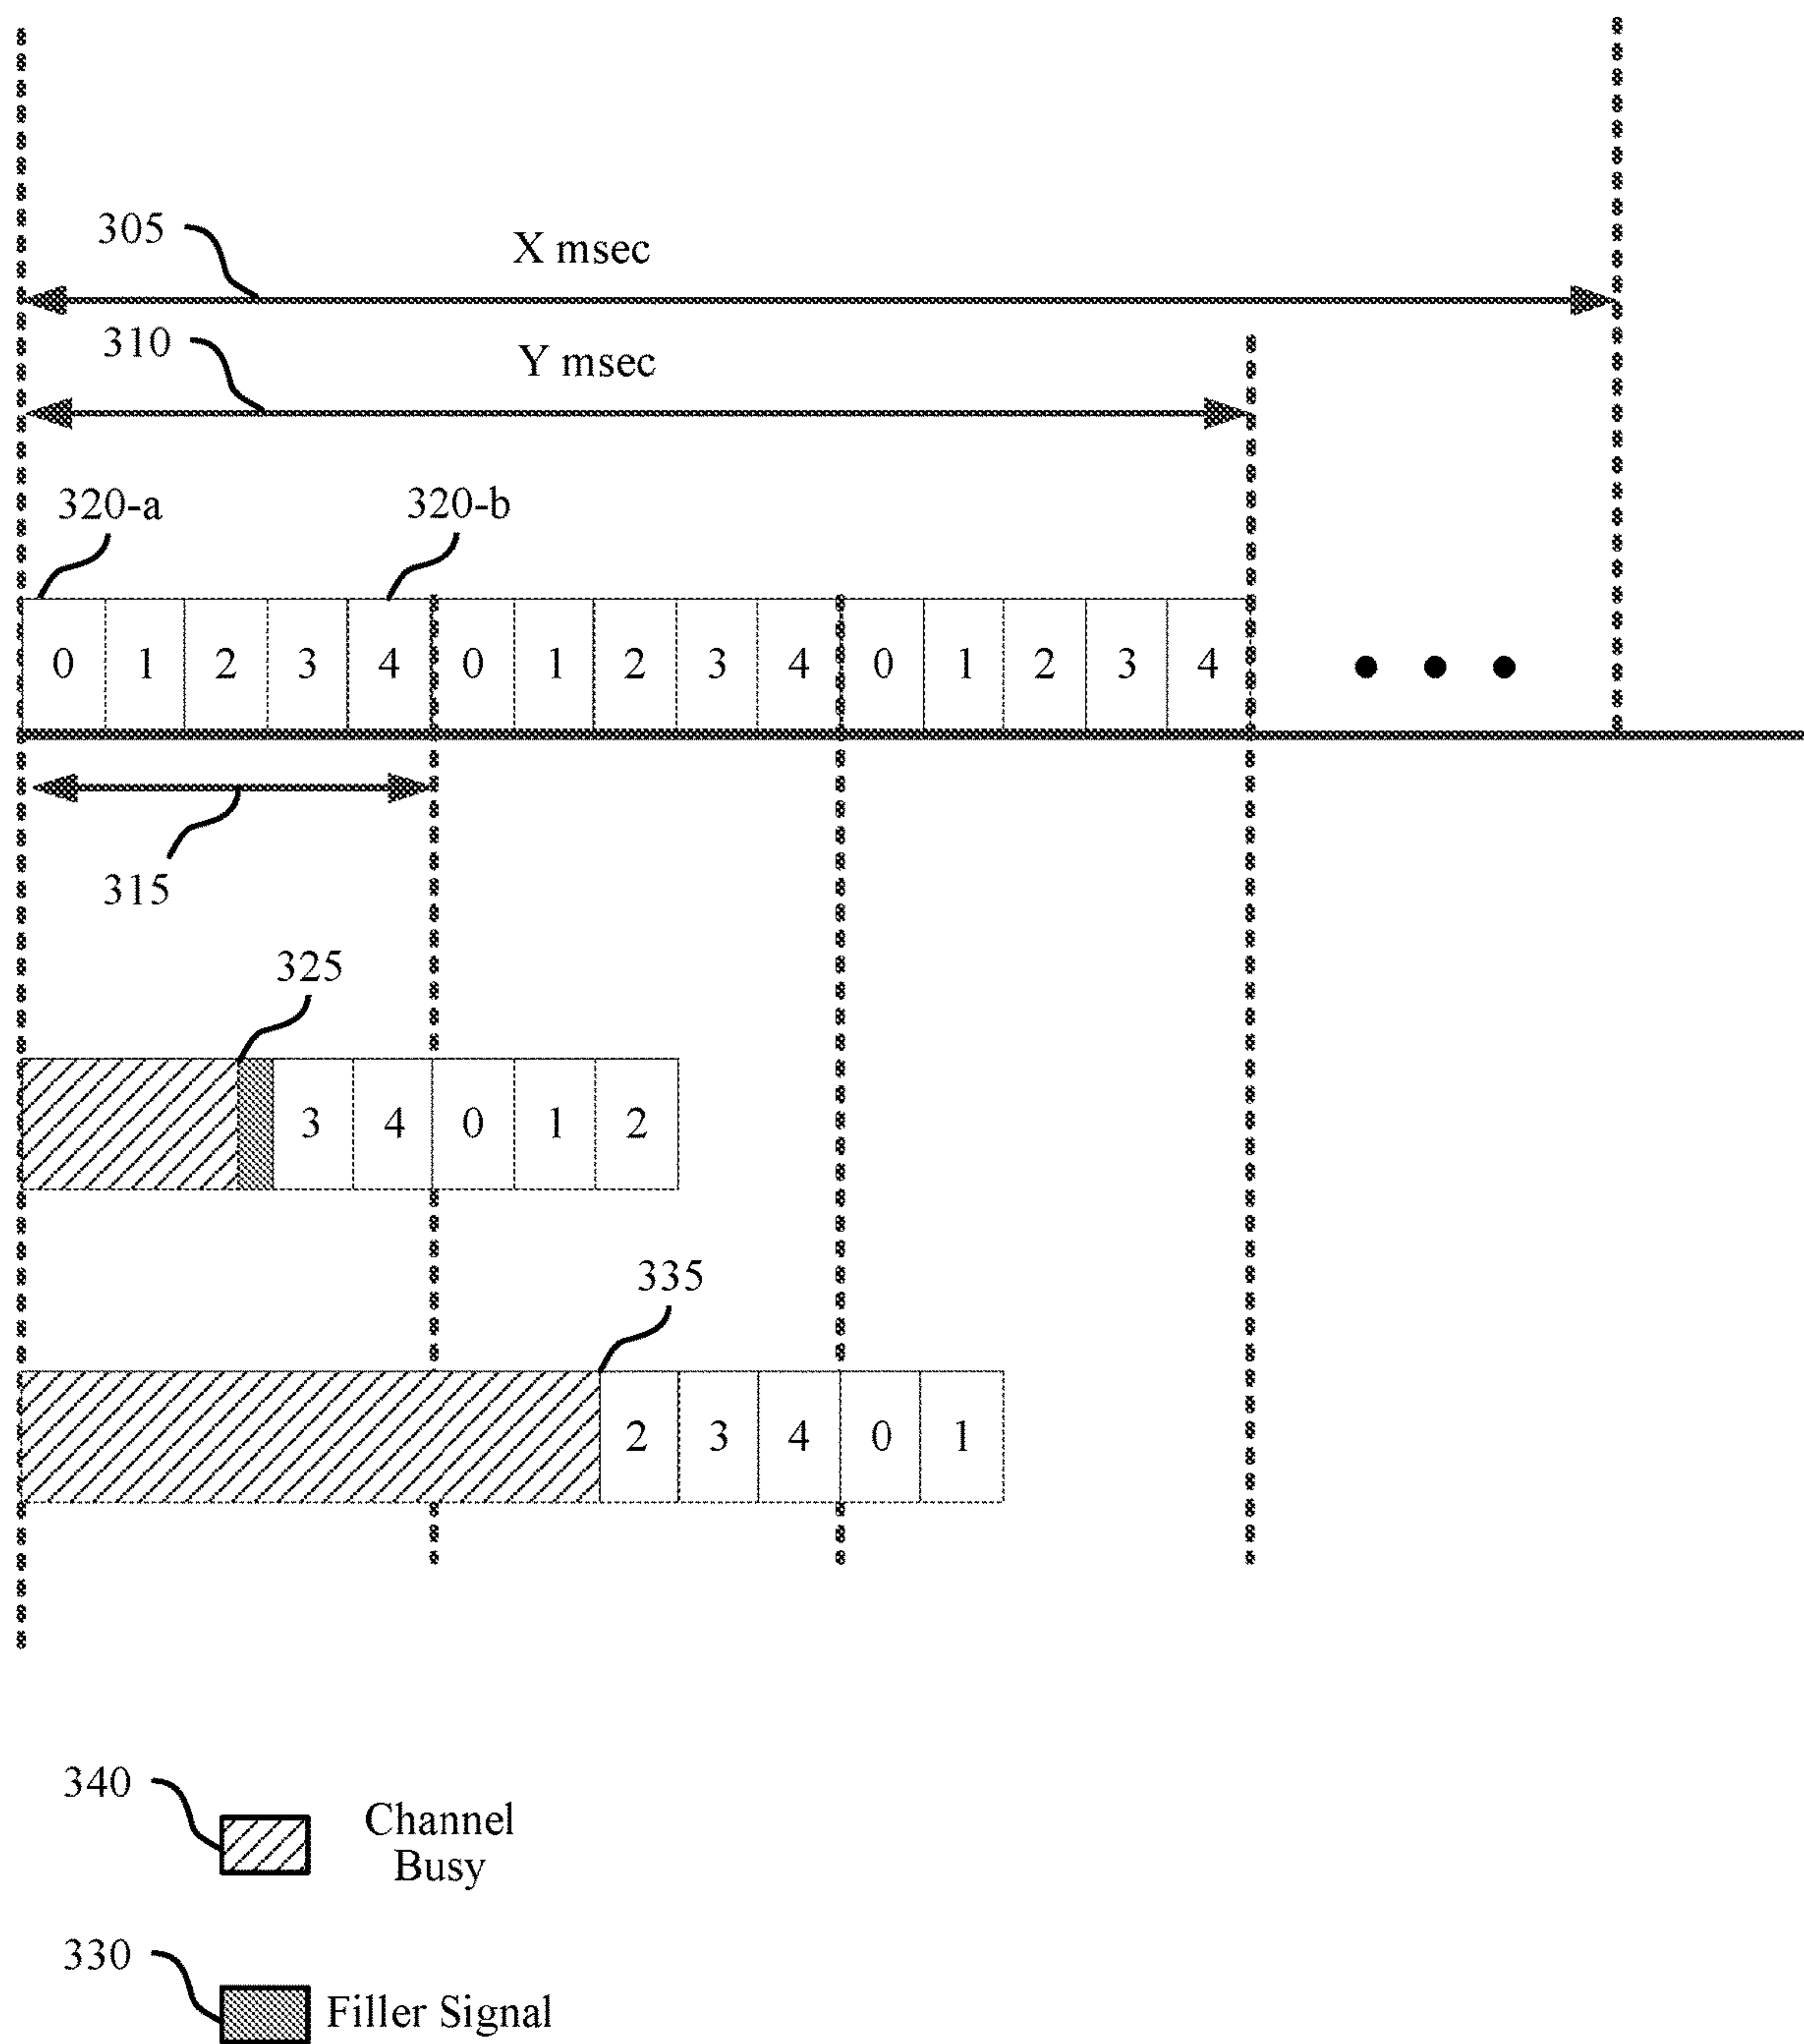 305
X msec
310
Y msec
320-a
320-b
0 1 2 3 4 0 1 2 3 4 0 1 2 3 4
315
325
3 4 0 1 2
335
2 3 4 0 1
340
Channel
Busy
330
Filler Signal